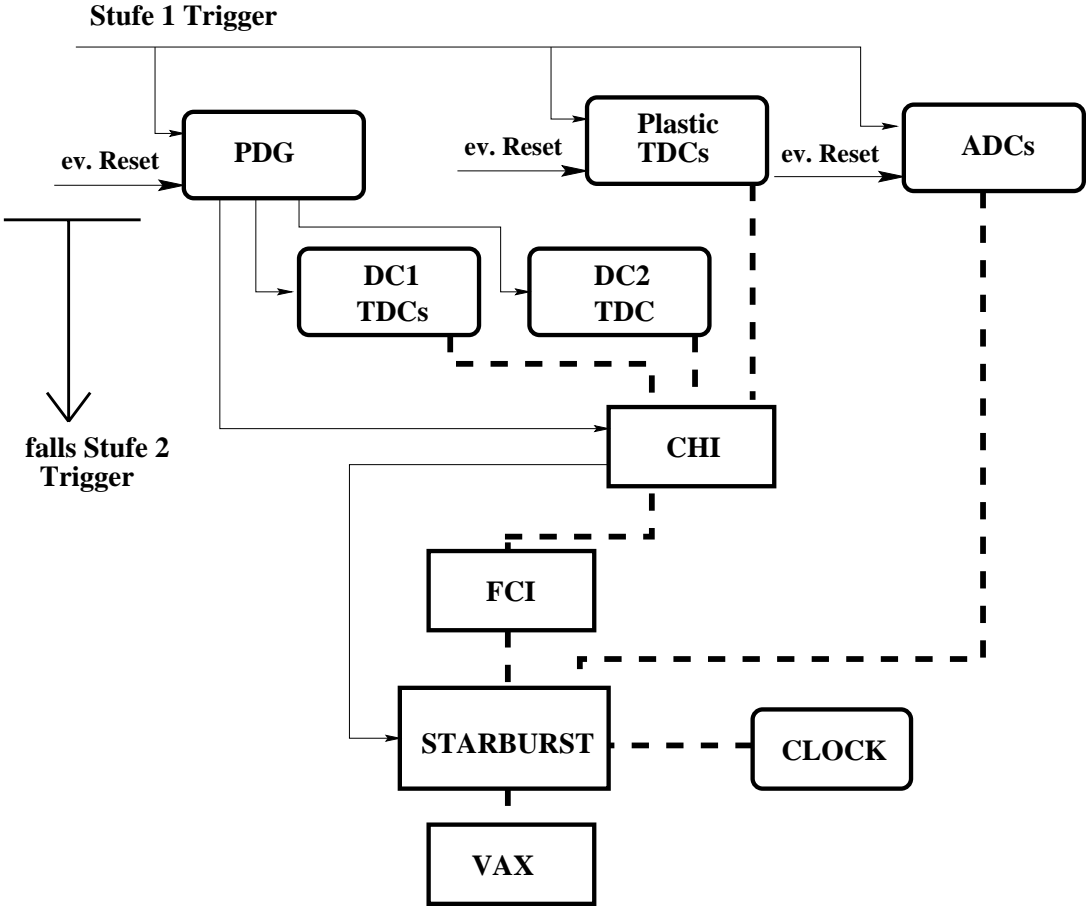 Stufe 1 Trigger
PDG
ev. Reset
Plastic
TDCs
ev. Reset
ADCs
ev. Reset
DC1
TDCs
DC2
TDC
falls Stufe 2
Trigger
CHI
FCI
STARBURST
CLOCK
VAX